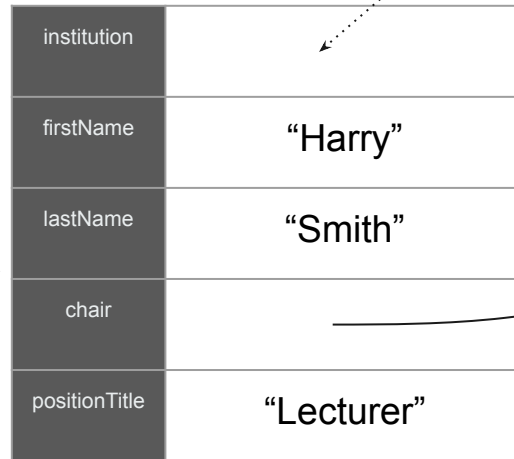 institution
firstName “Harry”
lastName “Smith”
chair
positionTitle “Lecturer”